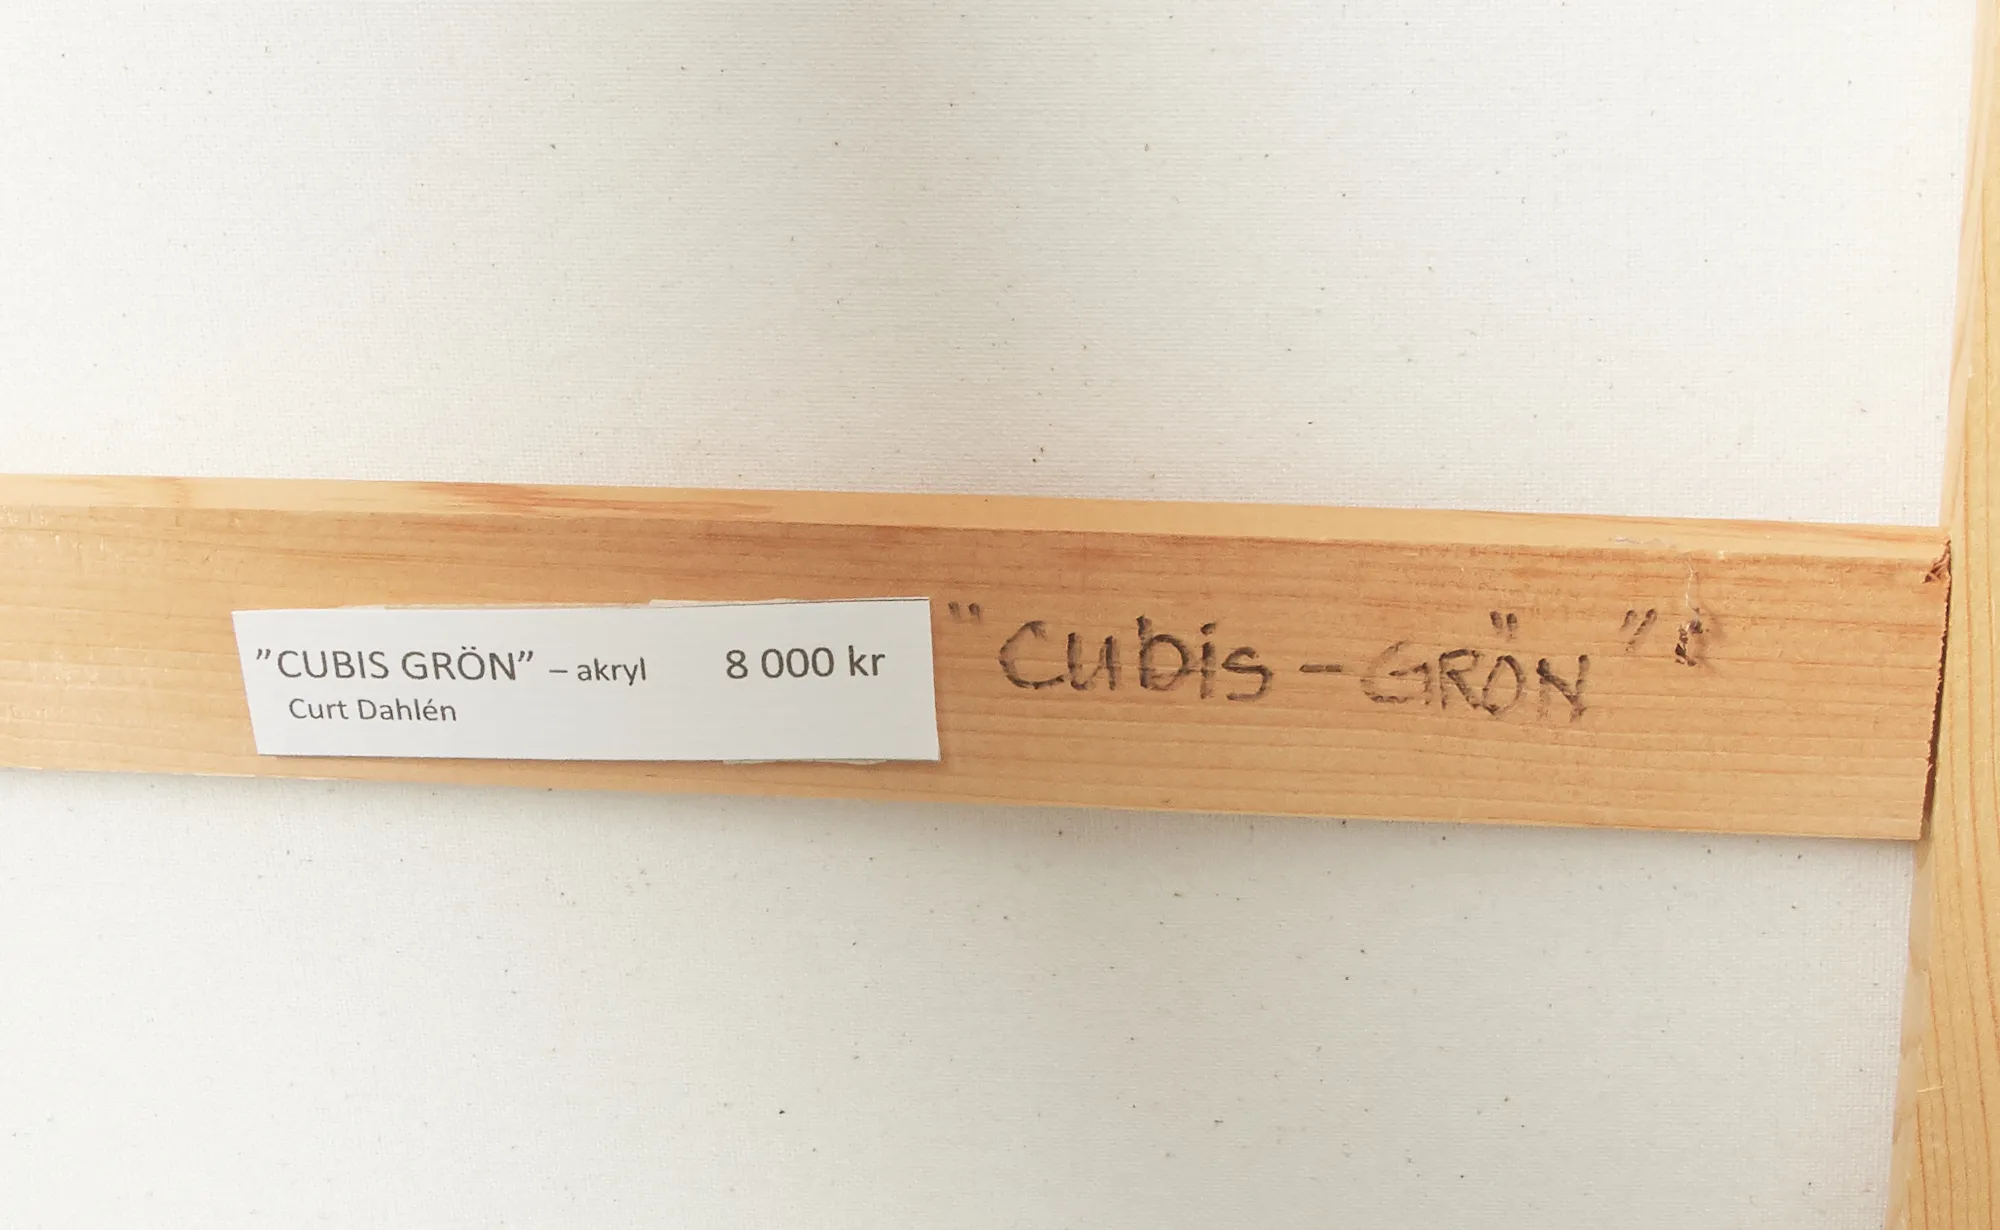 ”CUBIS GRÖN” – akryl 8 000 kr
Curt Dahlén
"Cubis - GRÖN"